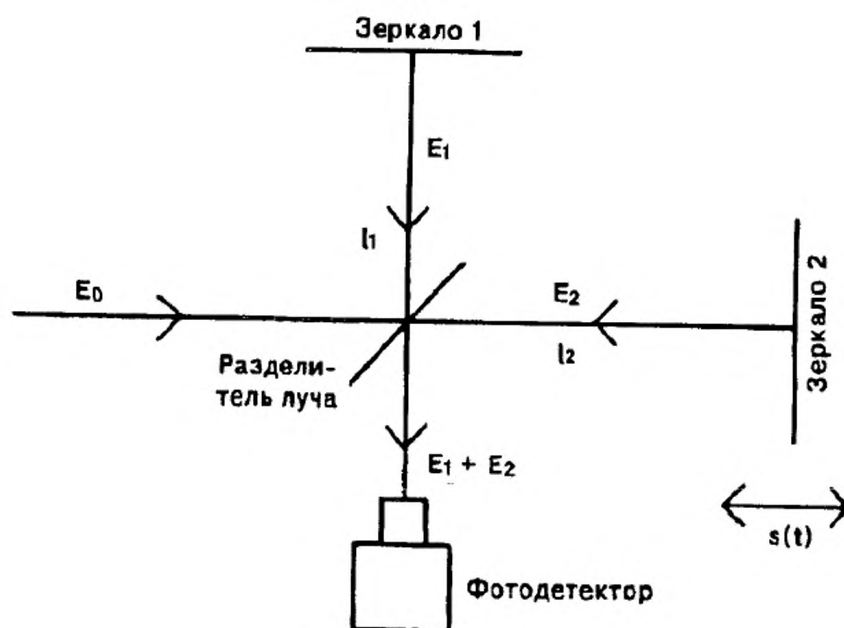 Зеркало 1
E1
l1
E0
E2
l2
Зеркало 2
Раздели-
тель луча
E1 + E2
s(t)
Фотодетектор